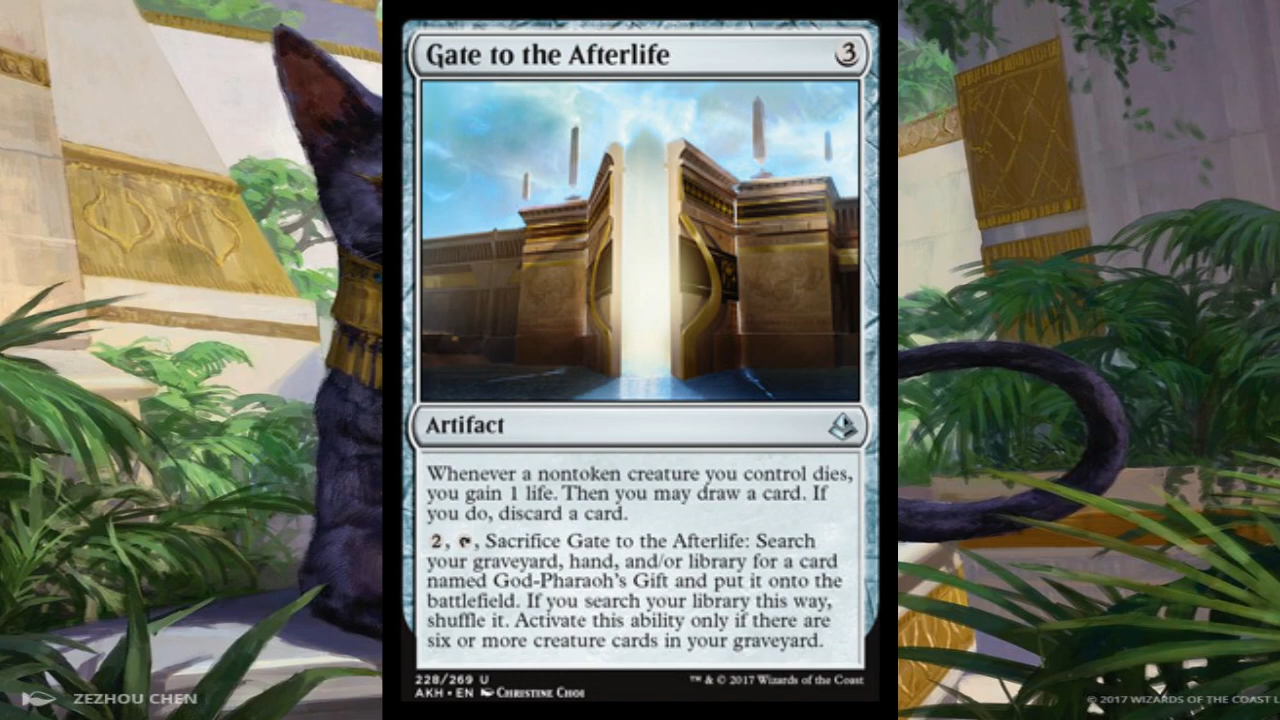 Gate to the Afterlife 3
Artifact
Whenever a nontoken creature you control dies,
you gain 1 life. Then you may draw a card. If
you do, discard a card.
2, , Sacrifice Gate to the Afterlife: Search
your graveyard, hand, and/or library for a card
named God-Pharaoh's Gift and put it onto the
battlefield. If you search your library this way,
shuffle it. Activate this ability only if there are
six or more creature cards in your graveyard.
228/269 U
AKH • EN Christine Choi
™ & © 2017 Wizards of the Coast
ZEZHOU CHEN
© 2017 WIZARDS OF THE COAST L